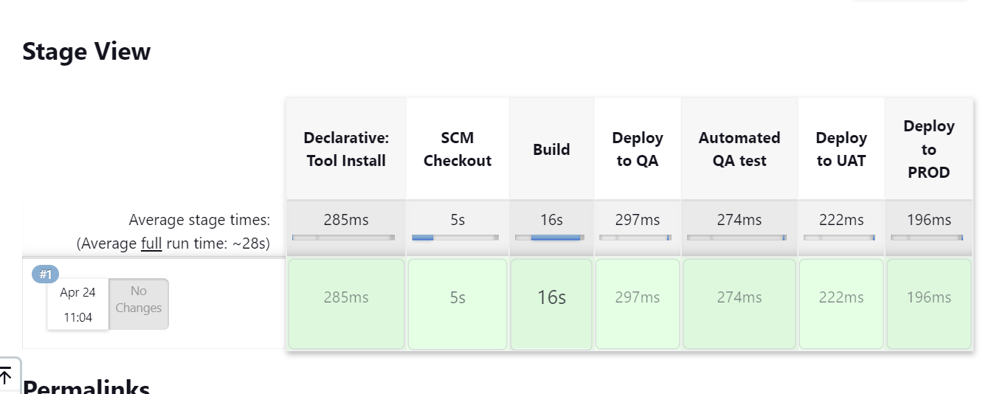 Stage View
Declarative:
Tool Install
SCM
Checkout
Build
Deploy
to QA
Automated
QA test
Deploy
to UAT
Deploy
to
PROD
Average stage times:
(Average full run time: ~28s)
285ms
5s
16s
297ms
274ms
222ms
196ms
#1
Apr 24
11:04
No
Changes
285ms
5s
16s
297ms
274ms
222ms
196ms
Permalinks